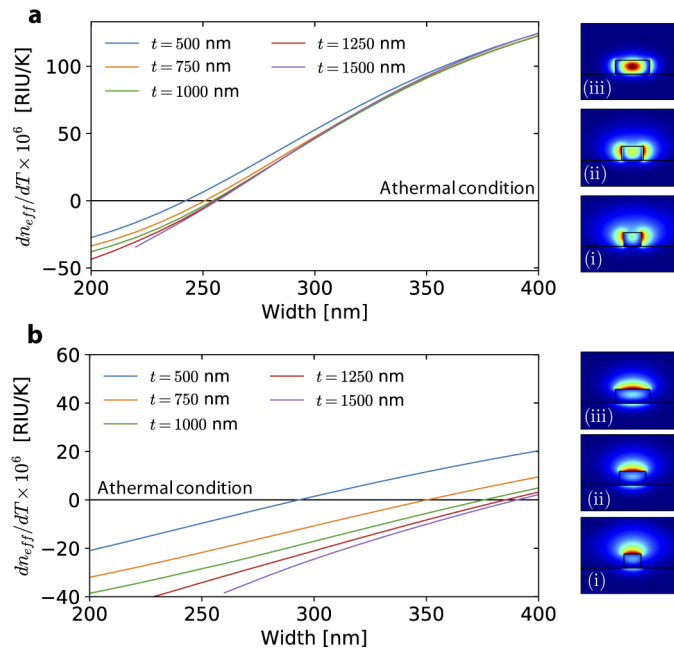 a
t = 500 nm
t = 1250 nm
t = 750 nm
t = 1500 nm
t = 1000 nm
Athermal condition
dn_eff/dT × 10^6 [RIU/K]
100
50
0
−50
200
250
300
350
400
Width [nm]
(iii)
(ii)
(i)
b
t = 500 nm
t = 1250 nm
t = 750 nm
t = 1500 nm
t = 1000 nm
Athermal condition
dn_eff/dT × 10^6 [RIU/K]
60
40
20
0
−20
−40
200
250
300
350
400
Width [nm]
(iii)
(ii)
(i)